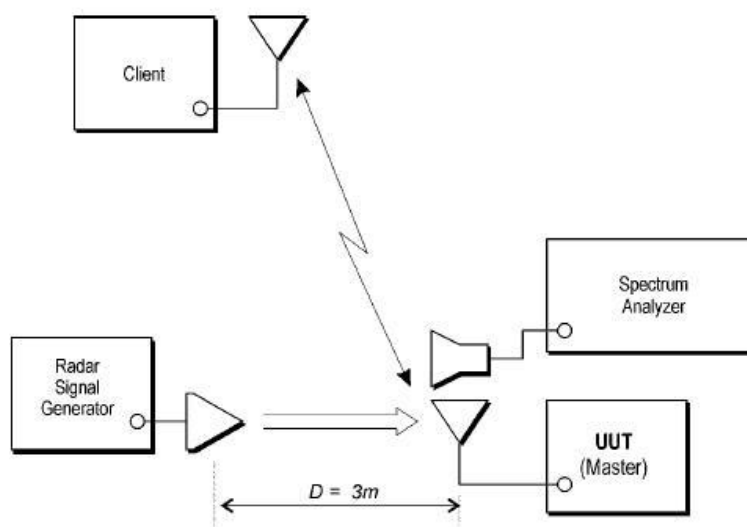 Client
Spectrum
Analyzer
Radar
Signal
Generator
UUT
(Master)
D = 3m